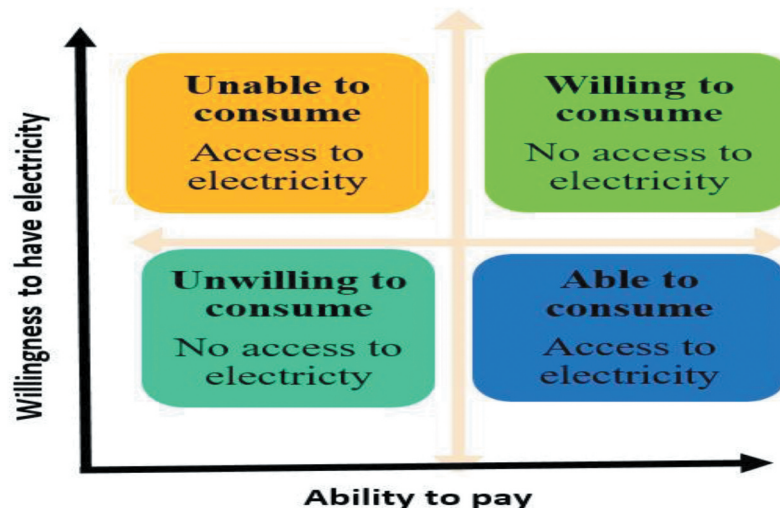 Willingness to have electricity
Unable to
consume
Access to
electricity
Willing to
consume
No access to
electricity
Unwilling to
consume
No access to
electricty
Able to
consume
Access to
electricity
Ability to pay